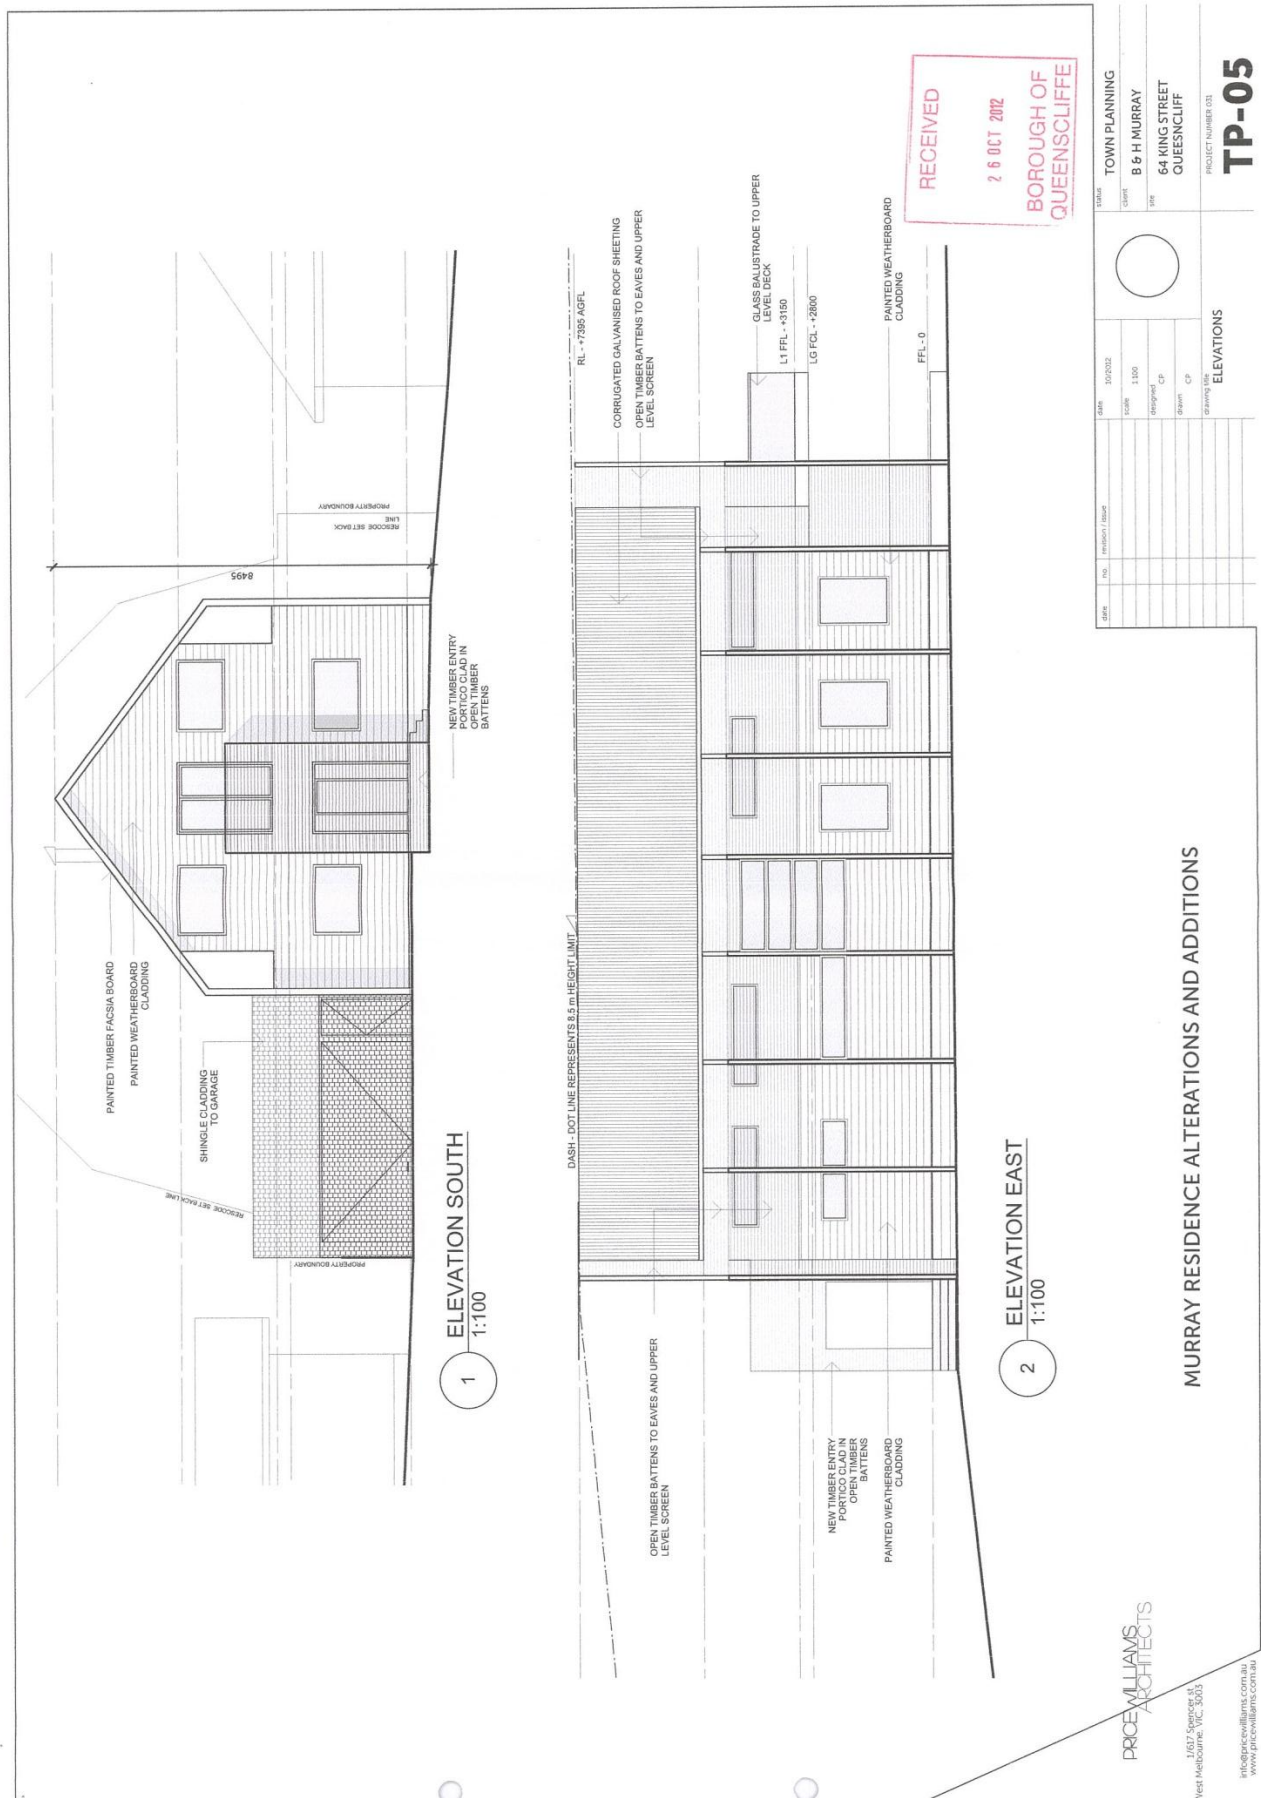 PAINTED TIMBER FACSIA BOARD
PAINTED WEATHERBOARD
CLADDING
SHINGLE CLADDING
TO GARAGE
RESCODE SET BACK LINE
PROPERTY BOUNDARY
8495
RESCODE SET BACK
LINE
PROPERTY BOUNDARY
NEW TIMBER ENTRY
PORTICO CLAD IN
OPEN TIMBER
BATTENS
1
ELEVATION SOUTH
1:100
DASH - DOT LINE REPRESENTS 8.5 m HEIGHT LIMIT
RL - +7395 AGFL
CORRUGATED GALVANISED ROOF SHEETING
OPEN TIMBER BATTENS TO EAVES AND UPPER
LEVEL SCREEN
GLASS BALUSTRADE TO UPPER
LEVEL DECK
L1 FFL - +3150
LG FCL - +2800
PAINTED WEATHERBOARD
CLADDING
FFL - 0
OPEN TIMBER BATTENS TO EAVES AND UPPER
LEVEL SCREEN
NEW TIMBER ENTRY
PORTICO CLAD IN
OPEN TIMBER
BATTENS
PAINTED WEATHERBOARD
CLADDING
2
ELEVATION EAST
1:100
RECEIVED
26 OCT 2012
BOROUGH OF
QUEENSCLIFFE
PRICEWILLIAMS
ARCHITECTS
1/617 Spencer st
West Melbourne, VIC, 3003
info@pricewilliams.com.au
www.pricewilliams.com.au
MURRAY RESIDENCE ALTERATIONS AND ADDITIONS
date no. revision / issue
date 10/2012
scale 1:100
designed CP
drawn CP
drawing title
ELEVATIONS
status
TOWN PLANNING
client
B & H MURRAY
site
64 KING STREET
QUEESNCLIFF
PROJECT NUMBER 031
TP-05